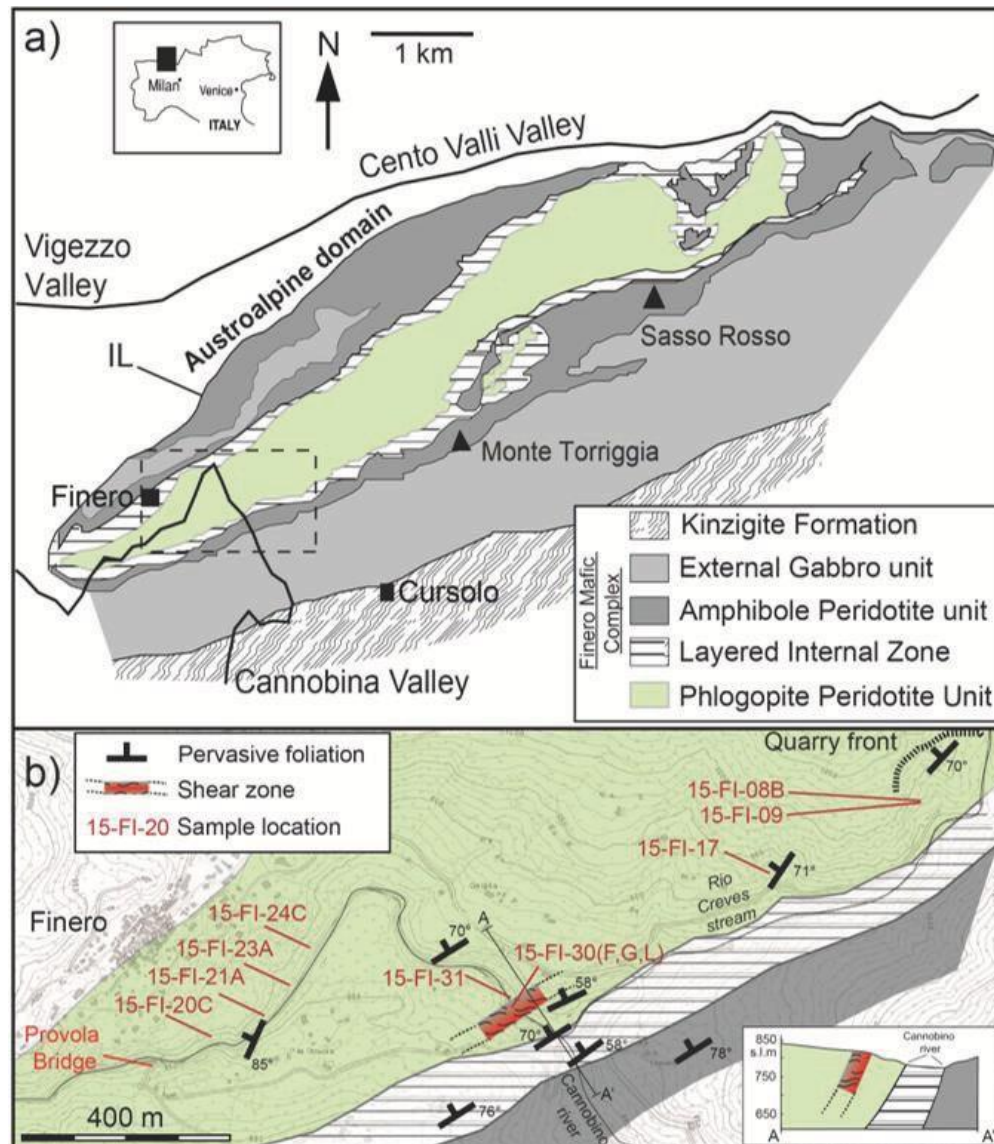 a)
Milan
Venice
ITALY
N
1 km
Cento Valli Valley
Vigezzo
Valley
Austroalpine domain
IL
Sasso Rosso
Monte Torriggia
Finero
Cursolo
Cannobina Valley
Finero Mafic
Complex
Kinzigite Formation
External Gabbro unit
Amphibole Peridotite unit
Layered Internal Zone
Phlogopite Peridotite Unit
b)
Pervasive foliation
Shear zone
15-FI-20 Sample location
Quarry front
70°
15-FI-08B
15-FI-09
15-FI-17
71°
Rio
Creves
stream
Finero
15-FI-24C
15-FI-23A
15-FI-21A
15-FI-20C
Provola
Bridge
85°
70°
A
15-FI-30(F,G,L)
15-FI-31
58°
70°
58°
78°
76°
A'
Cannobino
river
400 m
850
s.l.m
750
650
Cannobino
river
A
A'